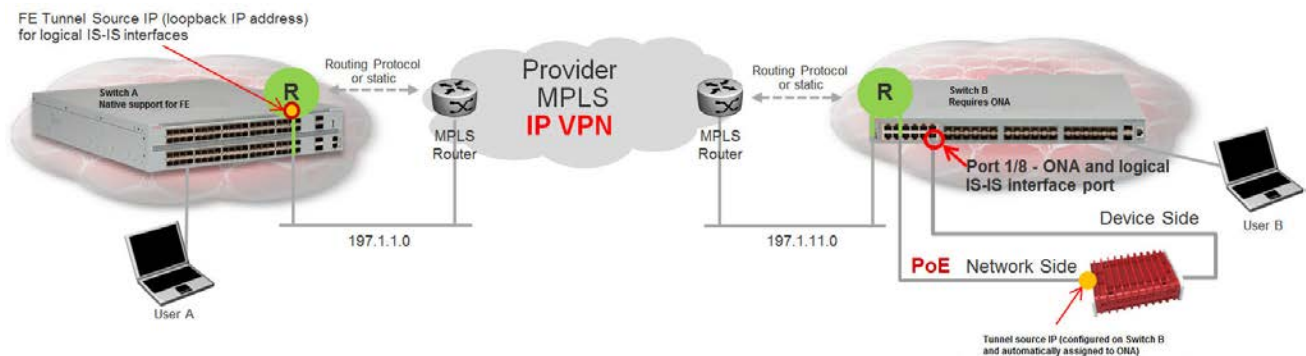 FE Tunnel Source IP (loopback IP address)
for logical IS-IS interfaces
Switch A
Native support for FE
R
Routing Protocol
or static
MPLS
Router
Provider
MPLS
IP VPN
MPLS
Router
Routing Protocol
or static
R
Switch B
Requires ONA
Port 1/8 - ONA and logical
IS-IS interface port
User B
Device Side
197.1.1.0
197.1.11.0
PoE Network Side
User A
Tunnel source IP (configured on Switch B
and automatically assigned to ONA)